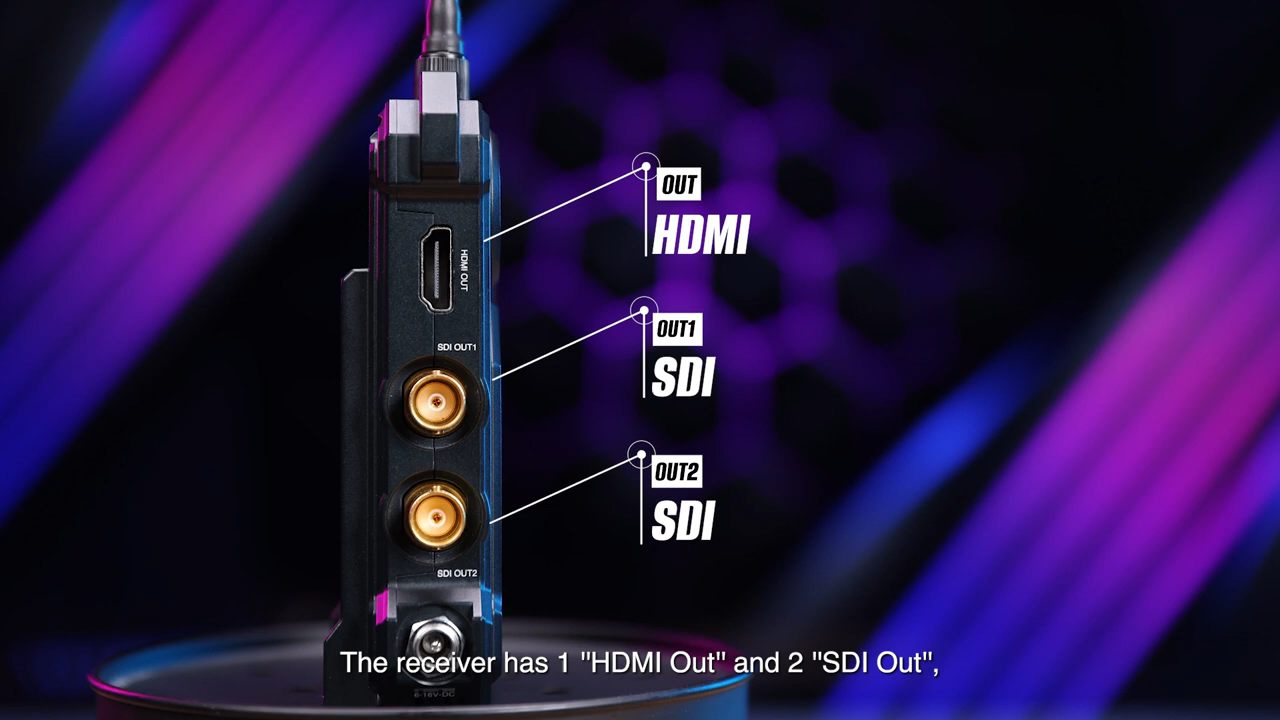 OUT
HDMI
HDMI OUT
SDI OUT1
OUT1
SDI
OUT2
SDI
SDI OUT2
The receiver has 1 "HDMI Out" and 2 "SDI Out",
6-16V-DC